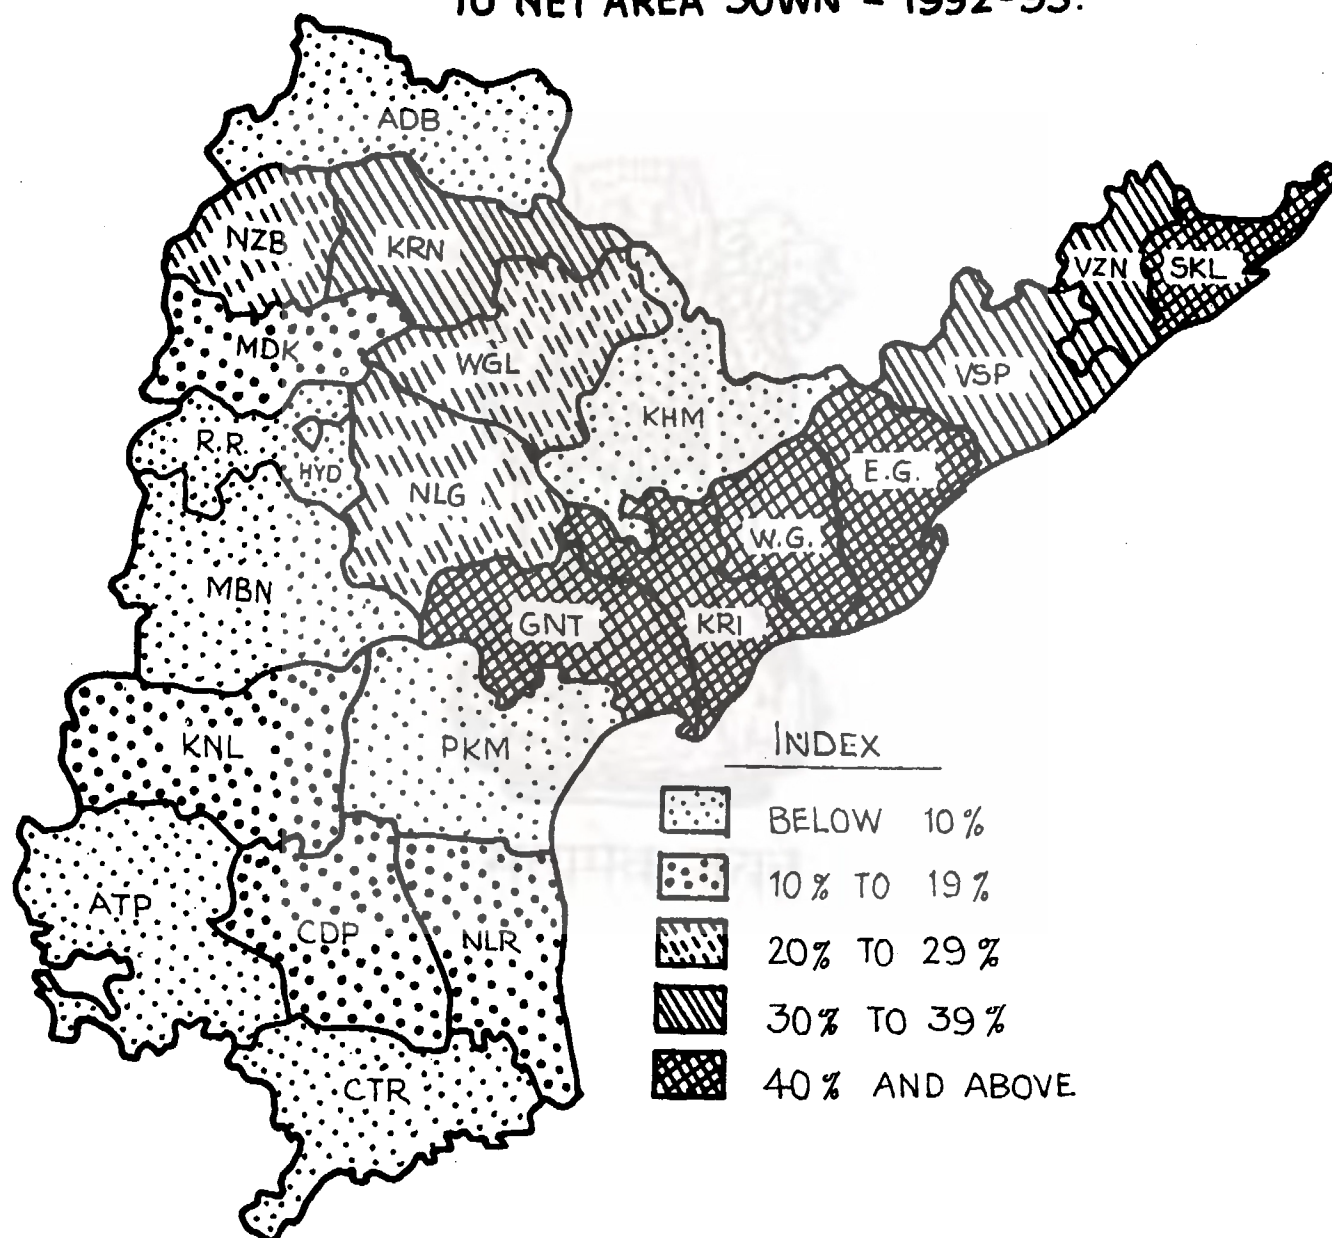 TO NET AREA SOWN – 1992-93.
ADB
NZB
KRN
VZN
SKL
MDK
WGL
VSP
KHM
R.R.
HYD
NLG
E.G.
W.G.
MBN
GNT
KRI
KNL
PKM
INDEX
BELOW 10%
10% TO 19%
ATP
CDP
NLR
20% TO 29%
30% TO 39%
40% AND ABOVE
CTR